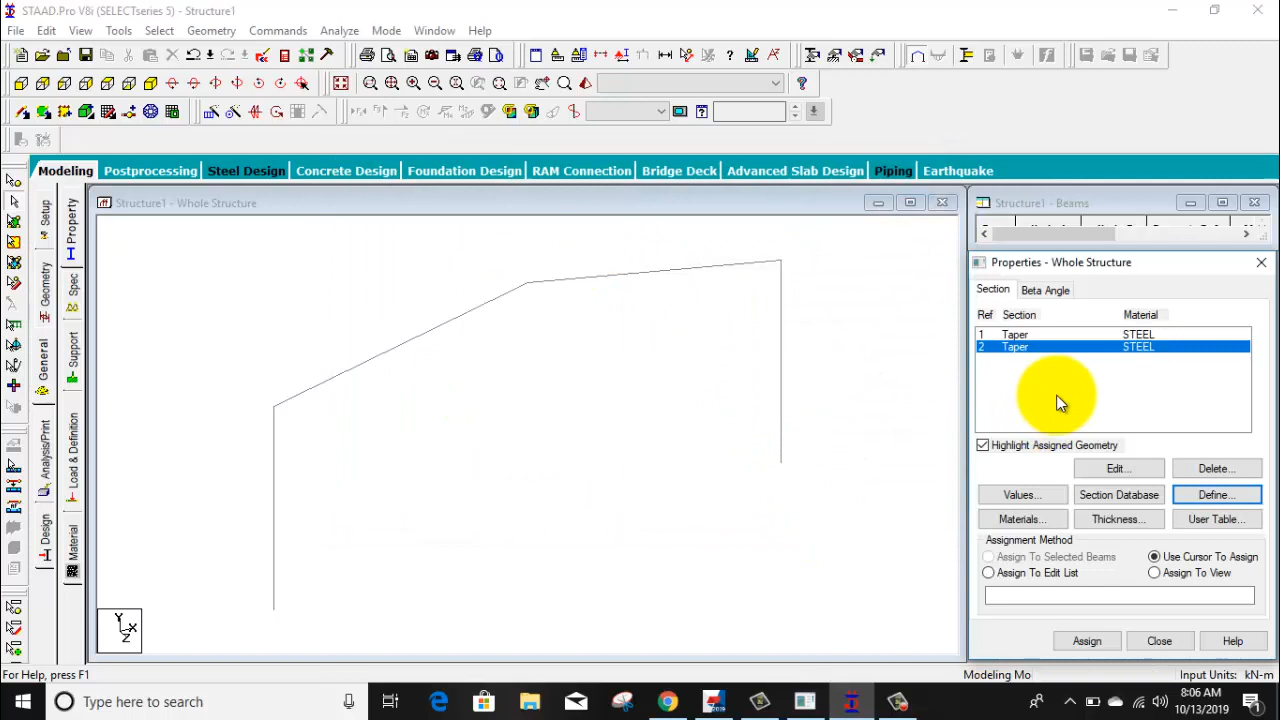 STAAD.Pro V8i (SELECTseries 5) - Structure1
File Edit View Tools Select Geometry Commands Analyze Mode Window Help
Modeling Postprocessing Steel Design Concrete Design Foundation Design RAM Connection Bridge Deck Advanced Slab Design Piping Earthquake
Structure1 - Whole Structure
Structure1 - Beams
Setup
Geometry
General
Analysis/Print
Design
Property
Spec
Support
Load & Definition
Material
Y
X
Z
Properties - Whole Structure
Section Beta Angle
Ref Section Material
1 Taper STEEL
2 Taper STEEL
Highlight Assigned Geometry
Edit... Delete...
Values... Section Database Define...
Materials... Thickness... User Table...
Assignment Method
Assign To Selected Beams Use Cursor To Assign
Assign To Edit List Assign To View
Assign Close Help
For Help, press F1
Modeling Mo
Input Units: kN-m
Type here to search
8:06 AM
10/13/2019